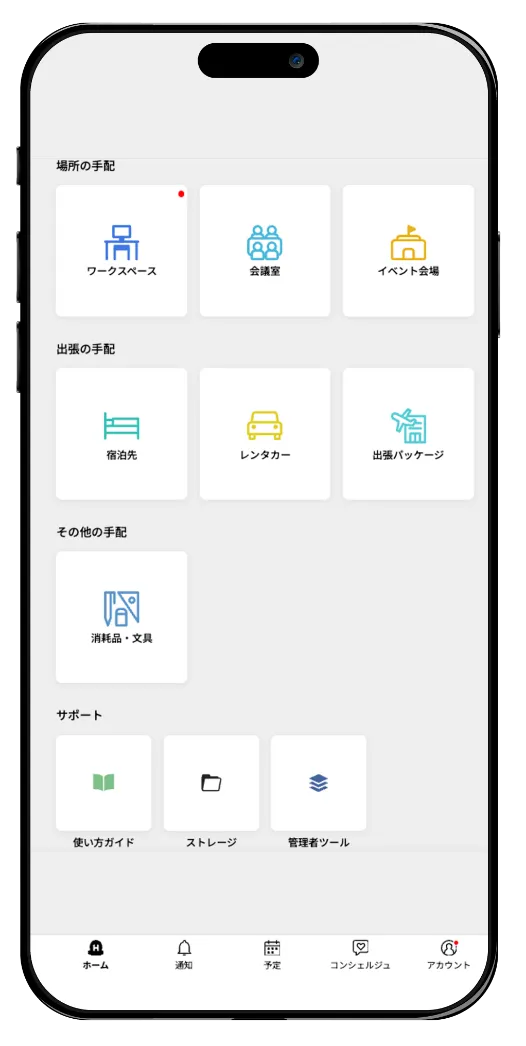 場所の手配
ワークスペース
会議室
イベント会場
出張の手配
宿泊先
レンタカー
出張パッケージ
その他の手配
消耗品・文具
サポート
使い方ガイド
ストレージ
管理者ツール
ホーム
通知
予定
コンシェルジュ
アカウント